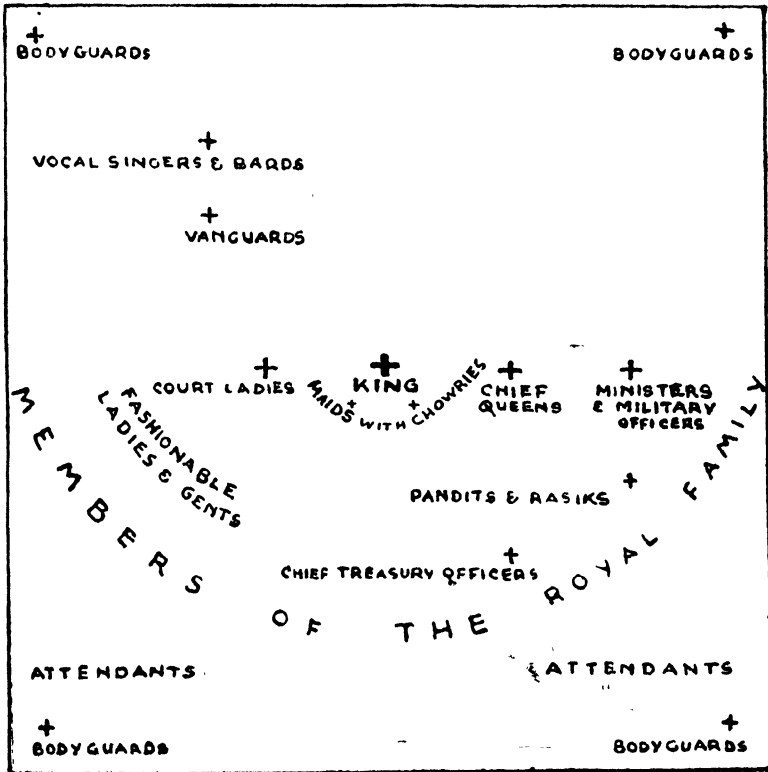 BODYGUARDS
BODYGUARDS
VOCAL SINGERS & BARDS
VANGUARDS
COURT LADIES
KING
MAIDS WITH CHOWRIES
CHIEF
QUEENS
MINISTERS
& MILITARY
OFFICERS
FASHIONABLE
LADIES & GENTS
PANDITS & RASIKS
CHIEF TREASURY OFFICERS
MEMBERS OF THE ROYAL FAMILY
ATTENDANTS
ATTENDANTS
BODYGUARDS
BODYGUARDS